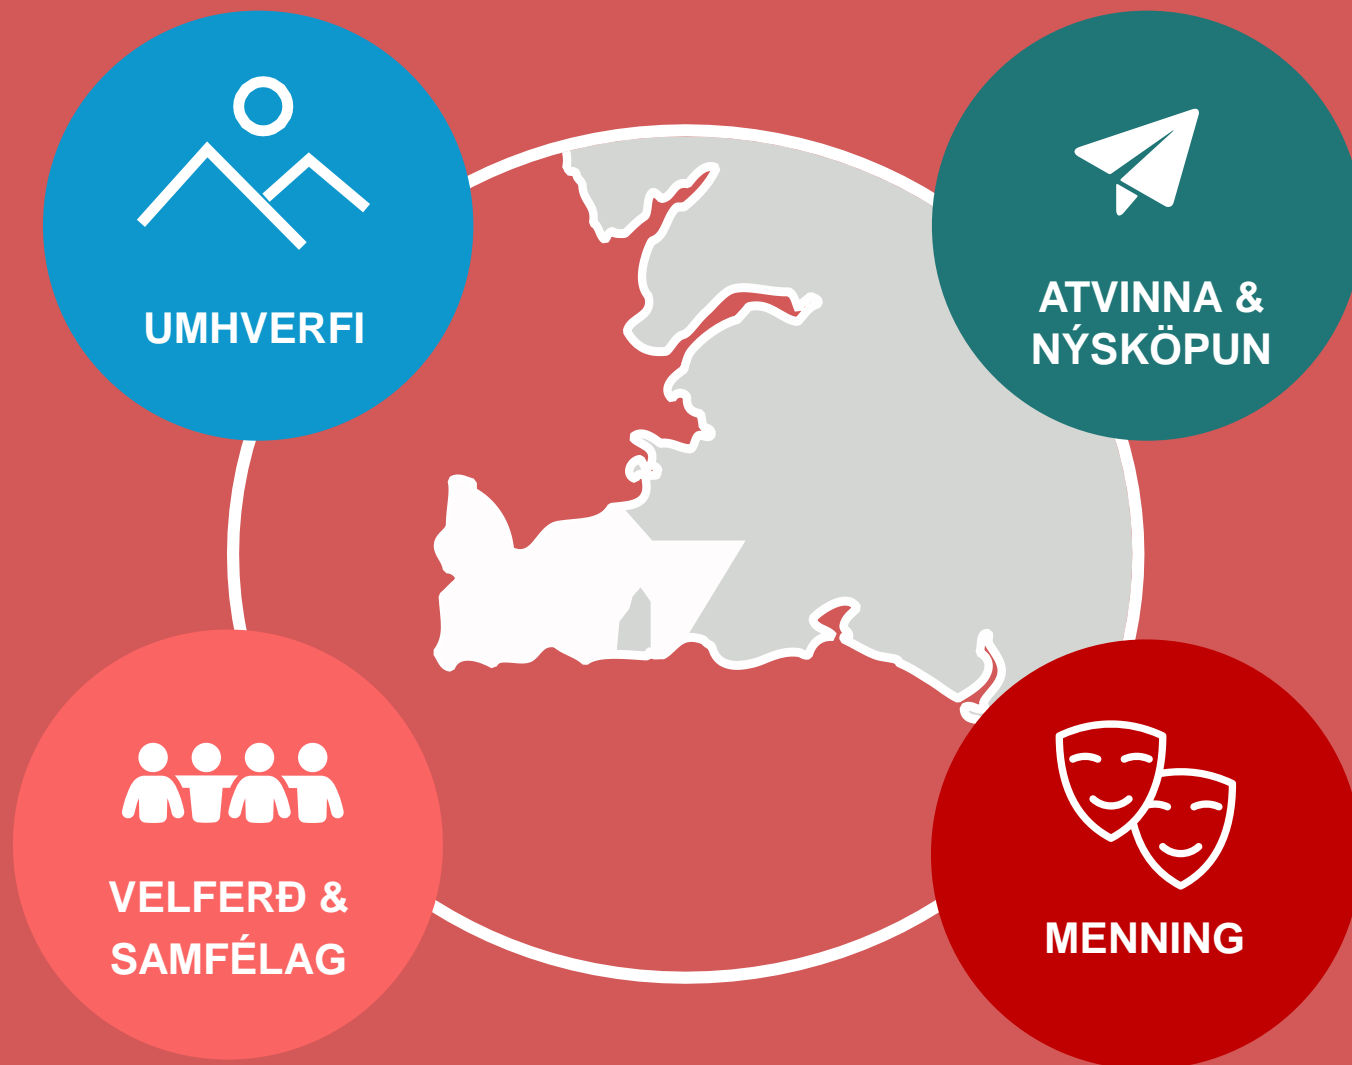 UMHVERFI
ATVINNA &
NÝSKÖPUN
VELFERÐ &
SAMFÉLAG
MENNING